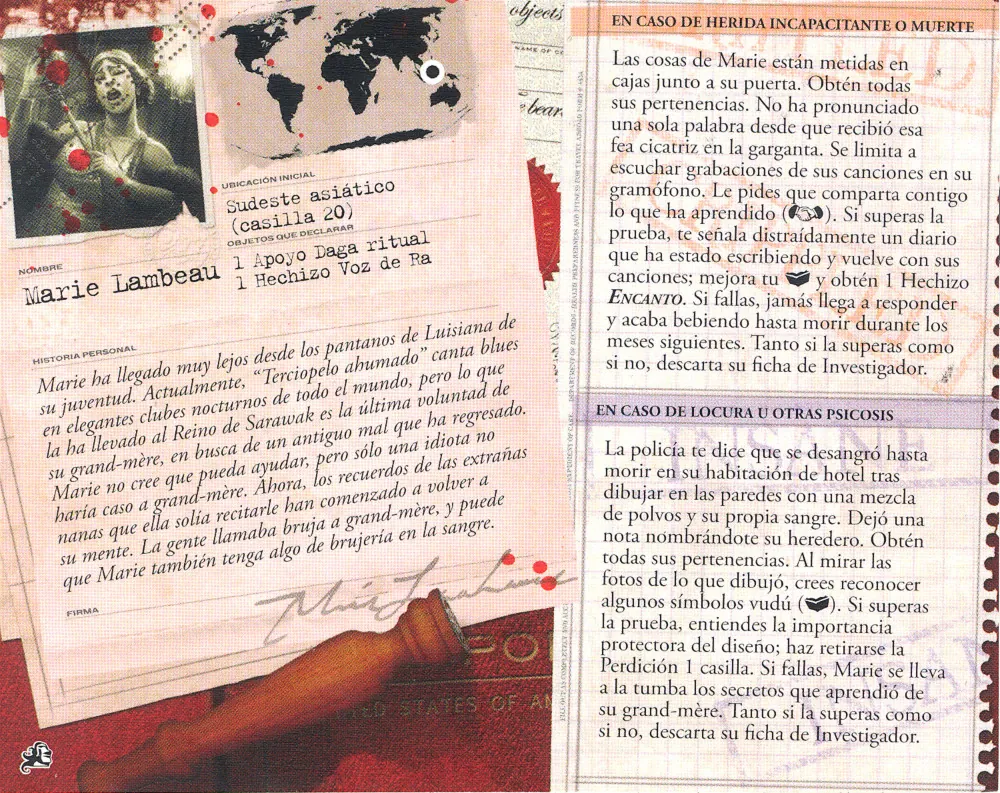 objects
NAME OF
e bear
UBICACIÓN INICIAL
Sudeste asiático
(casilla 20)
OBJETOS QUE DECLARAR
1 Apoyo Daga ritual
1 Hechizo Voz de Ra
NOMBRE
Marie Lambeau
HISTORIA PERSONAL
Marie ha llegado muy lejos desde los pantanos de Luisiana de
su juventud. Actualmente, “Terciopelo ahumado” canta blues
en elegantes clubes nocturnos de todo el mundo, pero lo que
la ha llevado al Reino de Sarawak es la última voluntad de
su grand-mère, en busca de un antiguo mal que ha regresado.
Marie no cree que pueda ayudar, pero sólo una idiota no
haría caso a grand-mère. Ahora, los recuerdos de las extrañas
nanas que ella solía recitarle han comenzado a volver a
su mente. La gente llamaba bruja a grand-mère, y puede
que Marie también tenga algo de brujería en la sangre.
FIRMA
Marie Lambeau
STATES OF AM
EN CASO DE HERIDA INCAPACITANTE O MUERTE
Las cosas de Marie están metidas en
cajas junto a su puerta. Obtén todas
sus pertenencias. No ha pronunciado
una sola palabra desde que recibió esa
fea cicatriz en la garganta. Se limita a
escuchar grabaciones de sus canciones en su
gramófono. Le pides que comparta contigo
lo que ha aprendido ( ). Si superas la
prueba, te señala distraídamente un diario
que ha estado escribiendo y vuelve con sus
canciones; mejora tu y obtén 1 Hechizo
ENCANTO. Si fallas, jamás llega a responder
y acaba bebiendo hasta morir durante los
meses siguientes. Tanto si la superas como
si no, descarta su ficha de Investigador.
EN CASO DE LOCURA U OTRAS PSICOSIS
INSANE
La policía te dice que se desangró hasta
morir en su habitación de hotel tras
dibujar en las paredes con una mezcla
de polvos y su propia sangre. Dejó una
nota nombrándote su heredero. Obtén
todas sus pertenencias. Al mirar las
fotos de lo que dibujó, crees reconocer
algunos símbolos vudú ( ). Si superas
la prueba, entiendes la importancia
protectora del diseño; haz retirarse la
Perdición 1 casilla. Si fallas, Marie se lleva
a la tumba los secretos que aprendió de
su grand-mère. Tanto si la superas como
si no, descarta su ficha de Investigador.